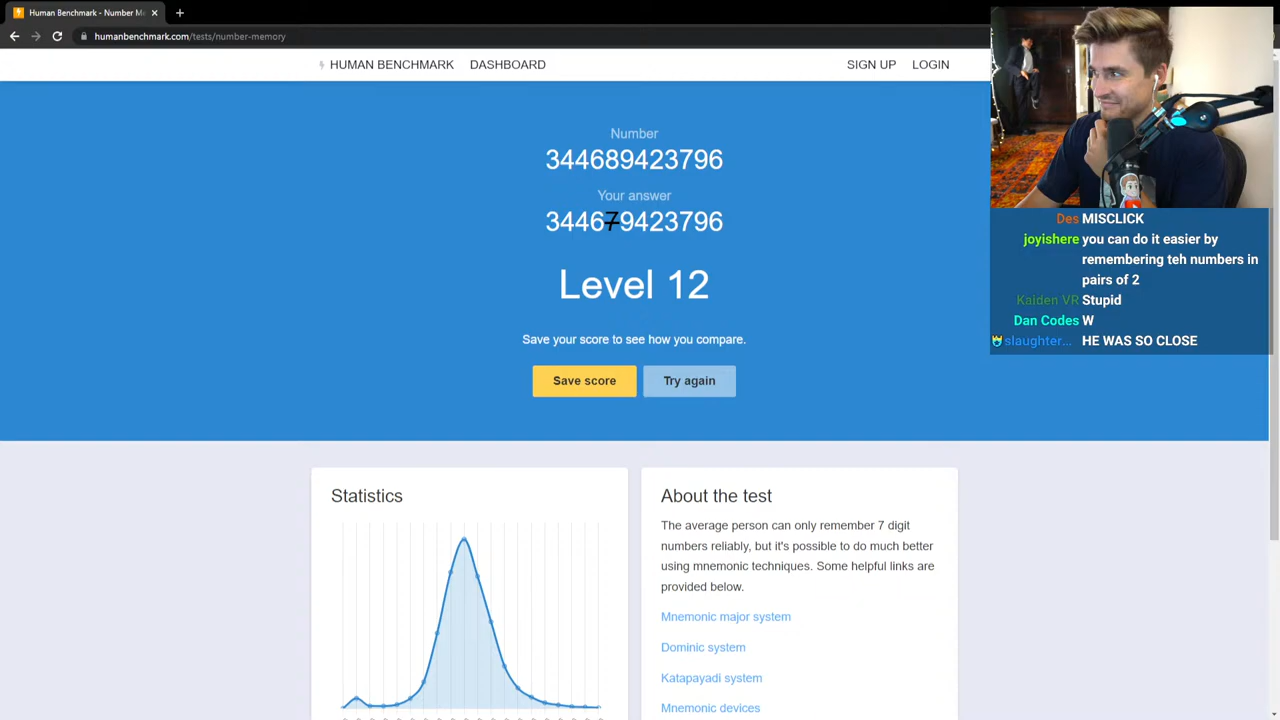 Human Benchmark - Number Me
humanbenchmark.com/tests/number-memory
HUMAN BENCHMARK DASHBOARD SIGN UP LOGIN
Number
344689423796
Your answer
344679423796
Level 12
Save your score to see how you compare.
Save score Try again
Des MISCLICK
joyishere you can do it easier by
remembering teh numbers in
pairs of 2
Kaiden VR Stupid
Dan Codes W
slaughter... HE WAS SO CLOSE
Statistics
About the test
The average person can only remember 7 digit
numbers reliably, but it's possible to do much better
using mnemonic techniques. Some helpful links are
provided below.
Mnemonic major system
Dominic system
Katapayadi system
Mnemonic devices